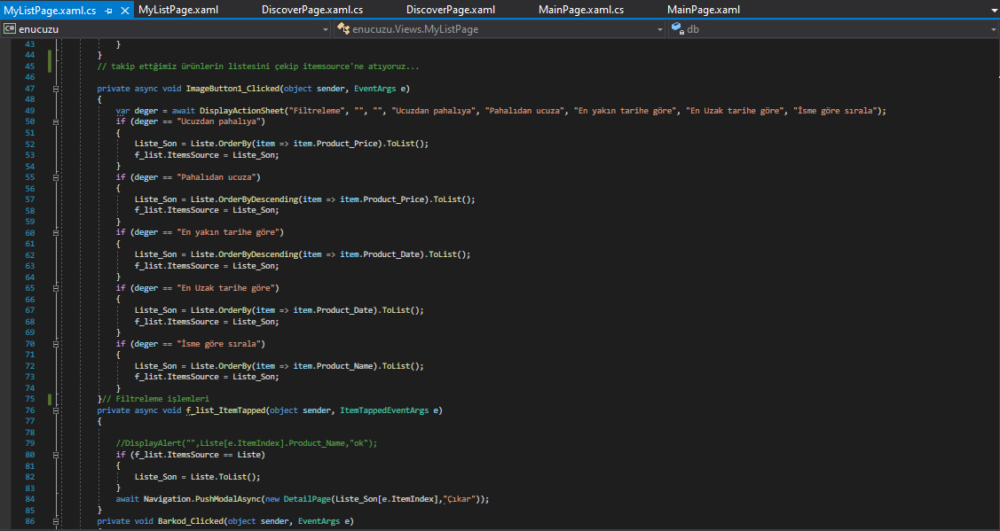 MyListPage.xaml.cs MyListPage.xaml DiscoverPage.xaml.cs DiscoverPage.xaml MainPage.xaml.cs MainPage.xaml
C# enucuzu enucuzu.Views.MyListPage db
43 }
44 }
45 // takip ettğimiz ürünlerin listesini çekip itemsource'ne atıyoruz...
46
47 private async void ImageButton1_Clicked(object sender, EventArgs e)
48 {
49 var deger = await DisplayActionSheet("Filtreleme", "", "", "Ucuzdan pahalıya", "Pahalıdan ucuza", "En yakın tarihe göre", "En Uzak tarihe göre", "İsme göre sırala");
50 if (deger == "Ucuzdan pahalıya")
51 {
52 Liste_Son = Liste.OrderBy(item => item.Product_Price).ToList();
53 f_list.ItemsSource = Liste_Son;
54 }
55 if (deger == "Pahalıdan ucuza")
56 {
57 Liste_Son = Liste.OrderByDescending(item => item.Product_Price).ToList();
58 f_list.ItemsSource = Liste_Son;
59 }
60 if (deger == "En yakın tarihe göre")
61 {
62 Liste_Son = Liste.OrderByDescending(item => item.Product_Date).ToList();
63 f_list.ItemsSource = Liste_Son;
64 }
65 if (deger == "En Uzak tarihe göre")
66 {
67 Liste_Son = Liste.OrderBy(item => item.Product_Date).ToList();
68 f_list.ItemsSource = Liste_Son;
69 }
70 if (deger == "İsme göre sırala")
71 {
72 Liste_Son = Liste.OrderBy(item => item.Product_Name).ToList();
73 f_list.ItemsSource = Liste_Son;
74 }
75 }// Filtreleme işlemleri
76 private async void f_list_ItemTapped(object sender, ItemTappedEventArgs e)
77 {
78
79 //DisplayAlert("",Liste[e.ItemIndex].Product_Name,"ok");
80 if (f_list.ItemsSource == Liste)
81 {
82 Liste_Son = Liste.ToList();
83 }
84 await Navigation.PushModalAsync(new DetailPage(Liste_Son[e.ItemIndex],"Çıkar"));
85 }
86 private void Barkod_Clicked(object sender, EventArgs e)